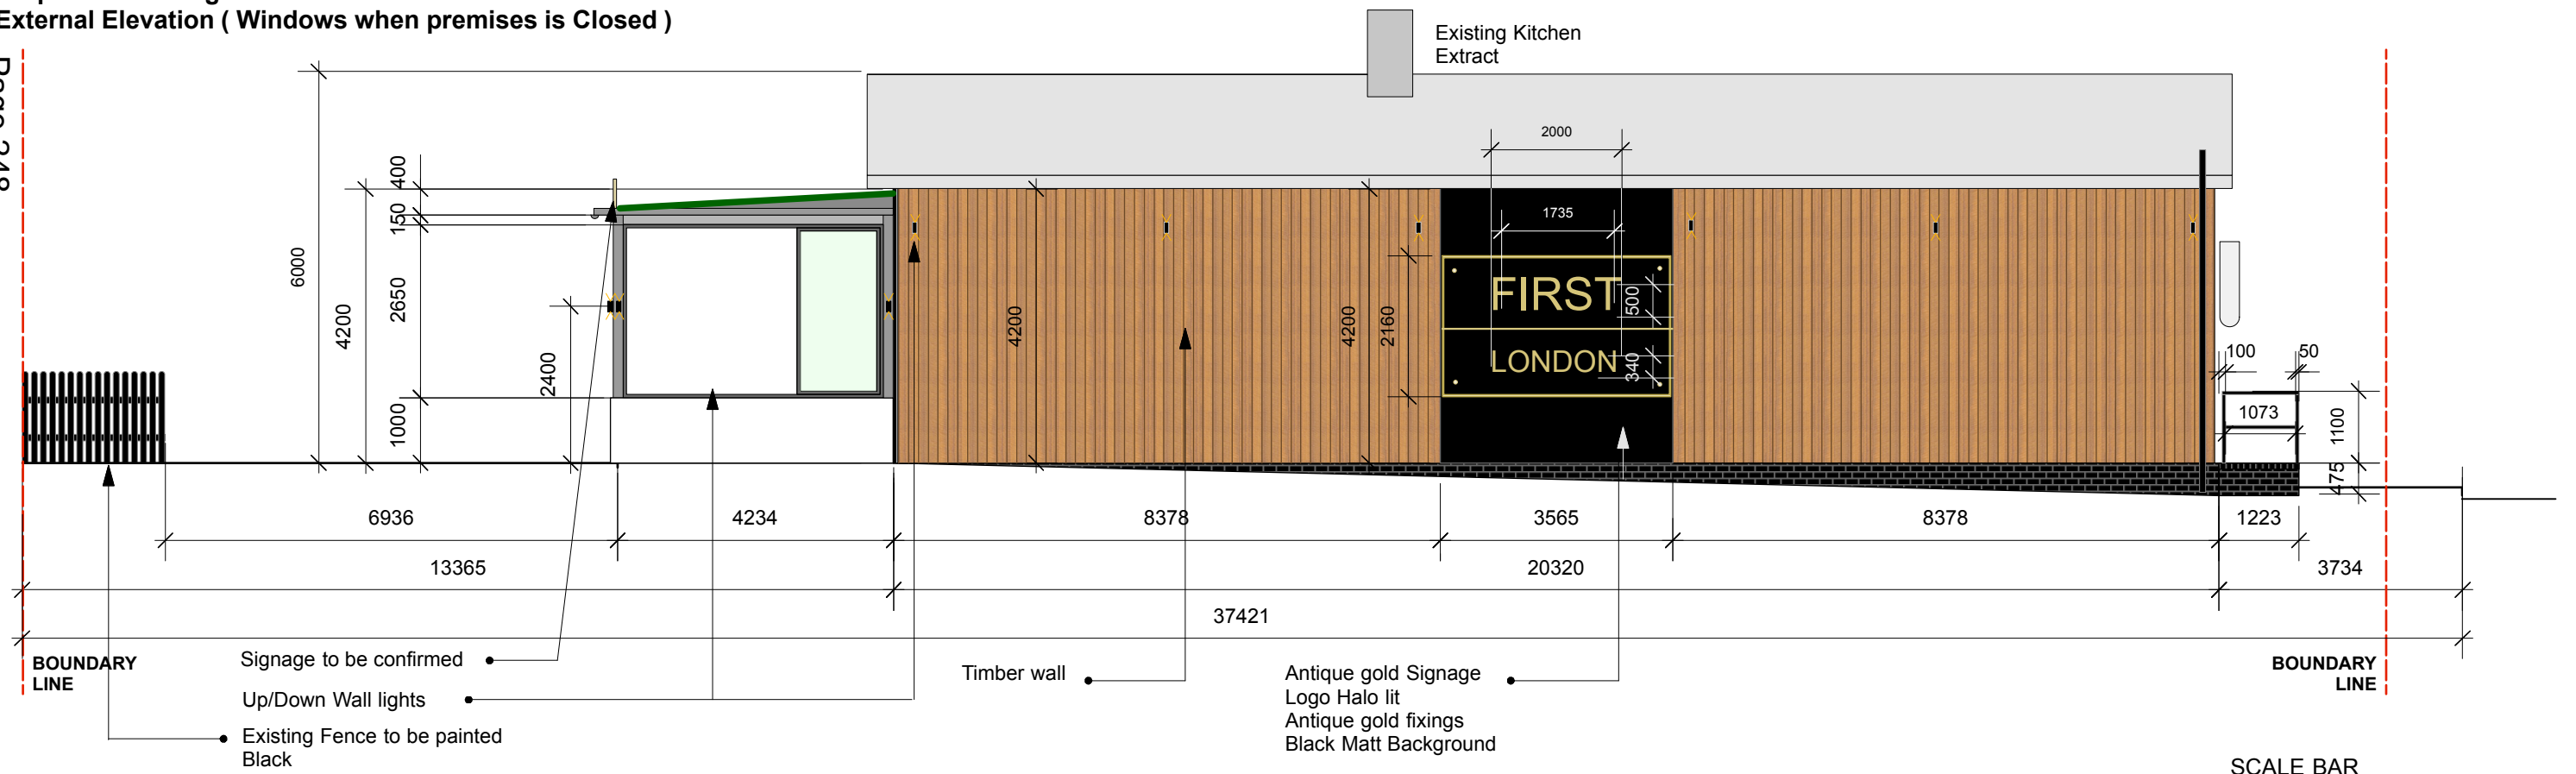 External Elevation ( Windows when premises is Closed )
Existing Kitchen
Extract
2000
1735
6000
4200
400
150
2650
1000
2400
4200
4200
2160
FIRST
500
LONDON
340
100
50
1073
1100
475
6936
4234
8378
3565
8378
1223
13365
20320
3734
37421
BOUNDARY
LINE
Signage to be confirmed
Up/Down Wall lights
Existing Fence to be painted
Black
Timber wall
Antique gold Signage
Logo Halo lit
Antique gold fixings
Black Matt Background
BOUNDARY
LINE
SCALE BAR